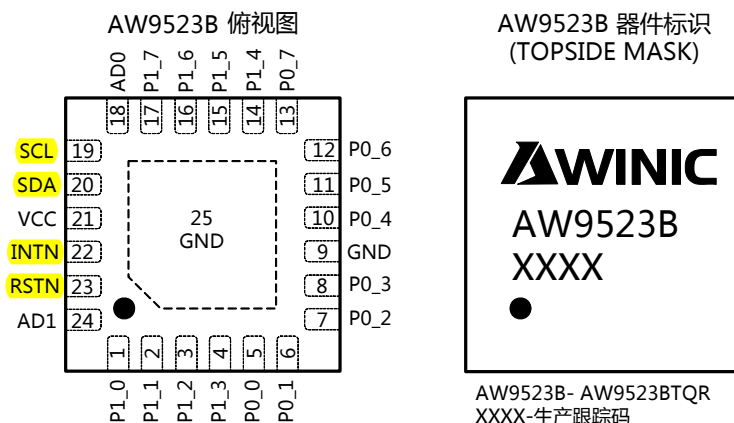 AW9523B 俯视图
AD0
P1_7
P1_6
P1_5
P1_4
P0_7
18
17
16
15
14
13
SCL 19
SDA 20
VCC 21
INTN 22
RSTN 23
AD1 24
25
GND
12 P0_6
11 P0_5
10 P0_4
9 GND
8 P0_3
7 P0_2
1
2
3
4
5
6
P1_0
P1_1
P1_2
P1_3
P0_0
P0_1
AW9523B 器件标识
(TOPSIDE MASK)
AWINIC
AW9523B
XXXX
AW9523B- AW9523BTQR
XXXX-生产跟踪码